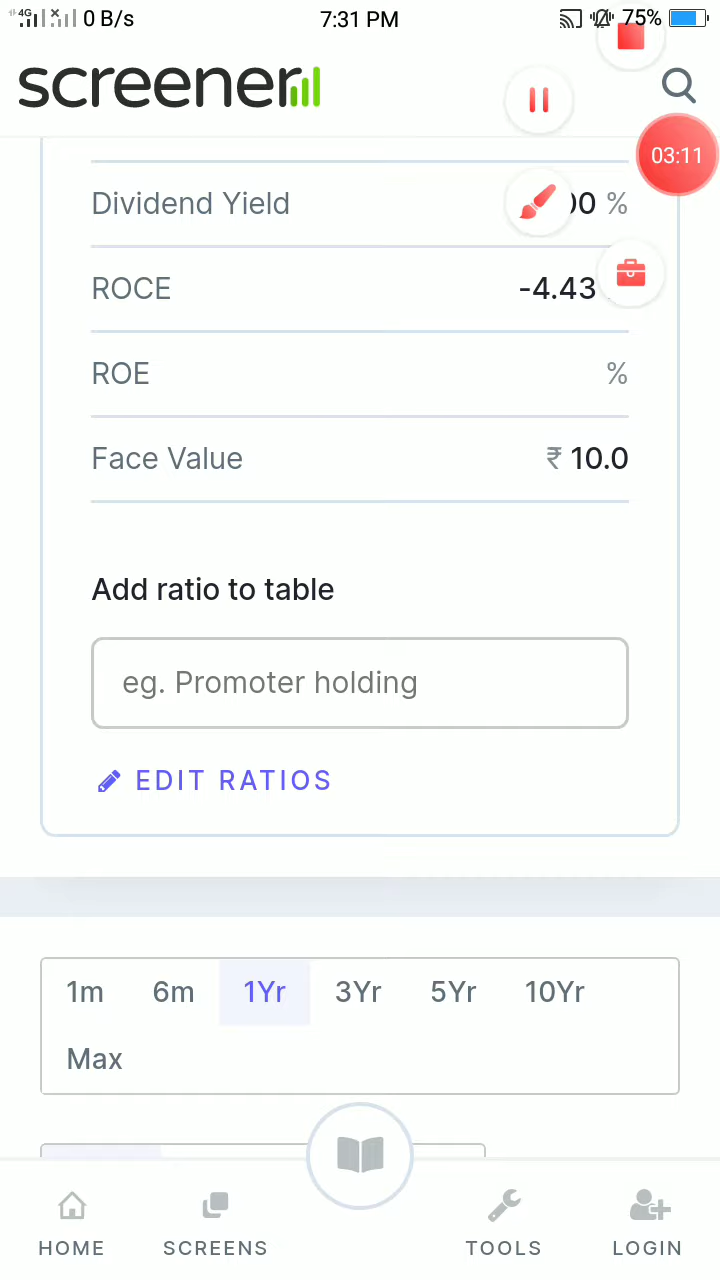 4G 0 B/s 7:31 PM 75%
screener
03:11
Dividend Yield 00 %
ROCE -4.43
ROE %
Face Value ₹ 10.0
Add ratio to table
eg. Promoter holding
EDIT RATIOS
1m 6m 1Yr 3Yr 5Yr 10Yr
Max
HOME SCREENS TOOLS LOGIN